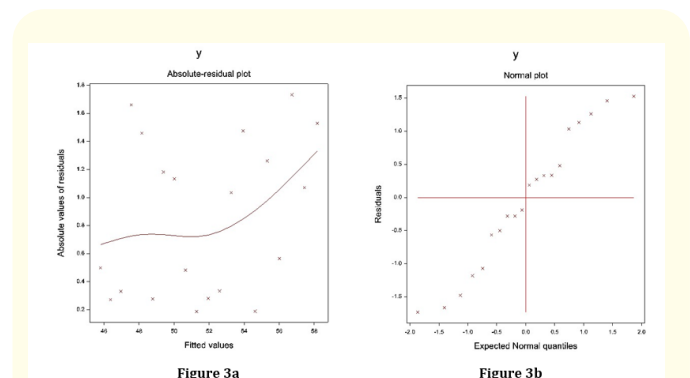 y
Absolute-residual plot
1.8
1.6
1.4
1.2
1.0
0.8
0.6
0.4
0.2
Absolute values of residuals
46 48 50 52 54 56 58
Fitted values
Figure 3a
y
Normal plot
1.5
1.0
0.5
0.0
-0.5
-1.0
-1.5
Residuals
-2.0 -1.5 -1.0 -0.5 0.0 0.5 1.0 1.5 2.0
Expected Normal quantiles
Figure 3b